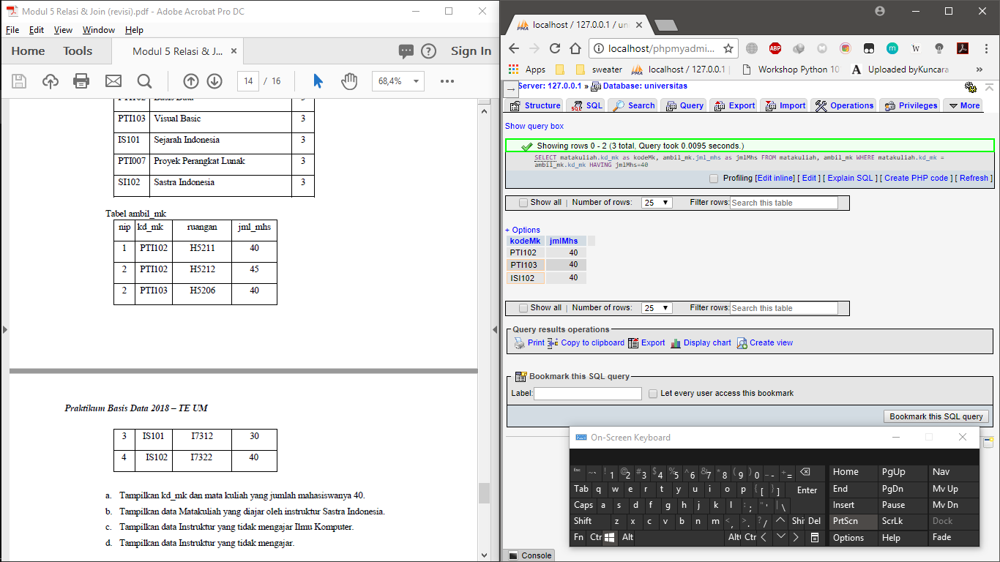 Modul 5 Relasi & Join (revisi).pdf - Adobe Acrobat Pro DC
File Edit View Window Help
Home Tools Modul 5 Relasi & J... × Sign In
14 / 16 68,4%
PTI102 Basis Data 3
PTI103 Visual Basic 3
IS101 Sejarah Indonesia 3
PTI007 Proyek Perangkat Lunak 3
SI102 Sastra Indonesia 3
Tabel ambil_mk
nip kd_mk ruangan jml_mhs
1 PTI102 H5211 40
2 PTI102 H5212 45
2 PTI103 H5206 40
Praktikum Basis Data 2018 – TE UM
3 IS101 I7312 30
4 IS102 I7322 40
a. Tampilkan kd_mk dan mata kuliah yang jumlah mahasiswanya 40.
b. Tampilkan data Matakuliah yang diajar oleh instruktur Sastra Indonesia.
c. Tampilkan data Instruktur yang tidak mengajar Ilmu Komputer.
d. Tampilkan data Instruktur yang tidak mengajar.
PMA localhost / 127.0.0.1 / un
localhost/phpmyadmi...
ABP m W
Apps sweater PMA localhost / 127.0.0.1 Workshop Python 10 A Uploaded byKuncara »
Server: 127.0.0.1 » Database: universitas
Structure SQL Search Query Export Import Operations Privileges More
Show query box
Showing rows 0 - 2 (3 total, Query took 0.0095 seconds.)
SELECT matakuliah.kd_mk as kodeMk, ambil_mk.jml_mhs as jmlMhs FROM matakuliah, ambil_mk WHERE matakuliah.kd_mk =
ambil_mk.kd_mk HAVING jmlMhs=40
Profiling [Edit inline] [ Edit ] [ Explain SQL ] [ Create PHP code ] [ Refresh ]
Show all | Number of rows: 25 Filter rows: Search this table
+ Options
kodeMk jmlMhs
PTI102 40
PTI103 40
ISI102 40
Show all | Number of rows: 25 Filter rows: Search this table
Query results operations
Print Copy to clipboard Export Display chart Create view
Bookmark this SQL query
Label: Let every user access this bookmark
Bookmark this SQL query
On-Screen Keyboard
Esc ~ ` ! 1 @ 2 # 3 $ 4 % 5 ^ 6 & 7 * 8 ( 9 ) 0 _ - + = Home PgUp Nav
Tab q w e r t y u i o p { [ } ] Enter End PgDn Mv Up
Caps a s d f g h j k l : ; " ' | \ Insert Pause Mv Dn
Shift z x c v b n m < , > . ? / Shi Del PrtScn ScrLk Dock
Fn Ctr Alt Alt Ctr Options Help Fade
Console